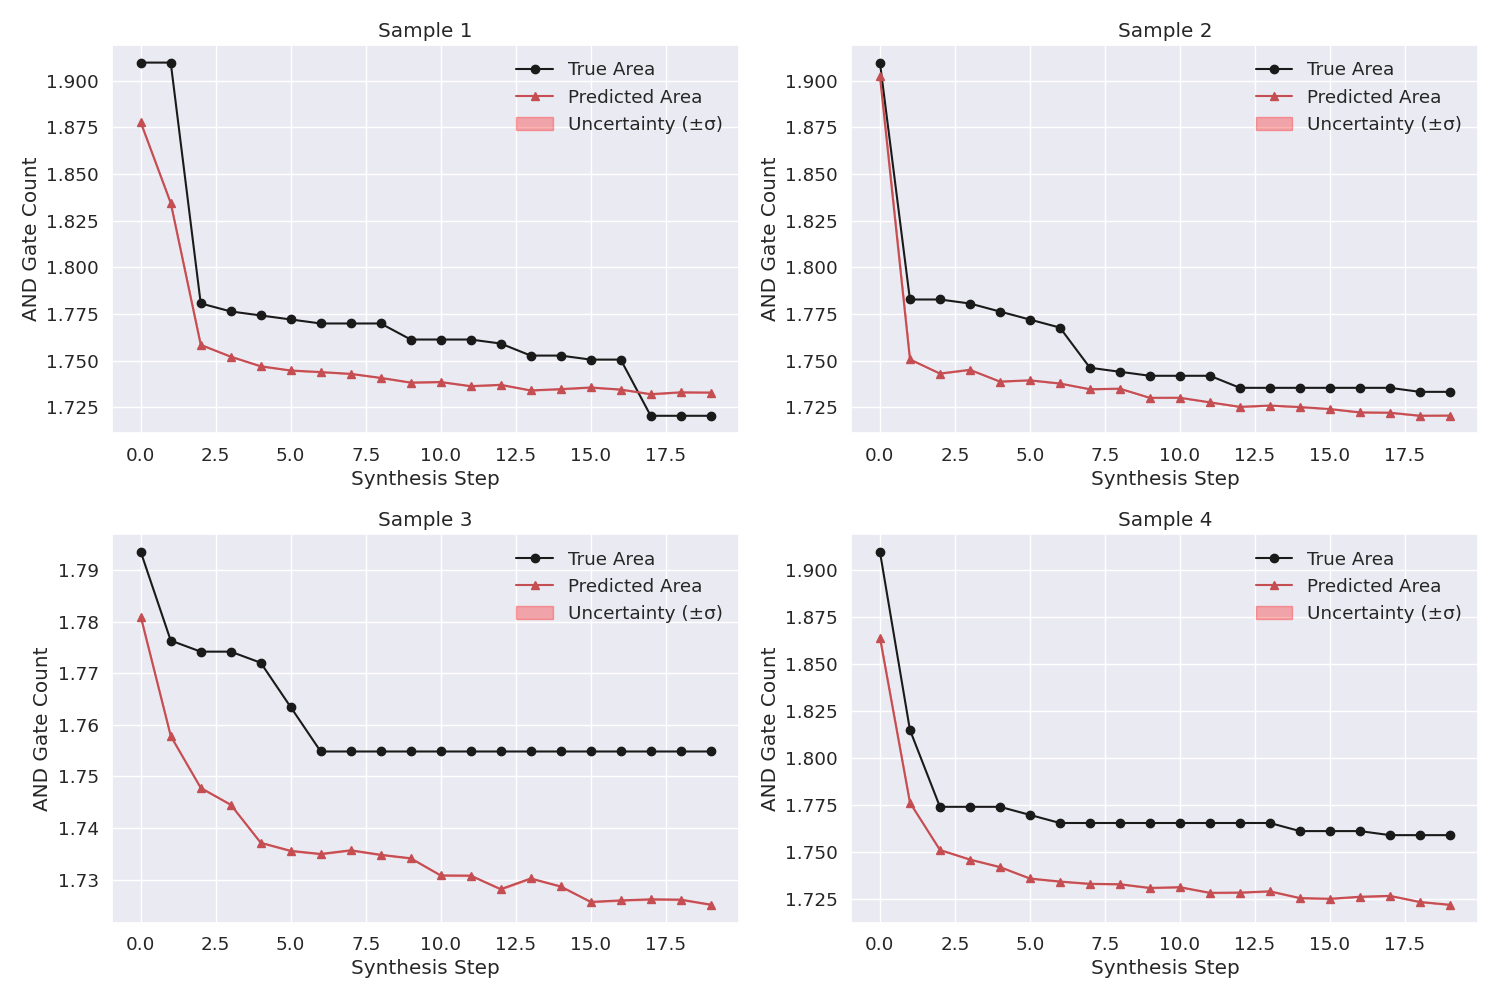 Sample 1
AND Gate Count
1.900
1.875
1.850
1.825
1.800
1.775
1.750
1.725
True Area
Predicted Area
Uncertainty (±σ)
0.0 2.5 5.0 7.5 10.0 12.5 15.0 17.5
Synthesis Step
Sample 2
AND Gate Count
1.900
1.875
1.850
1.825
1.800
1.775
1.750
1.725
True Area
Predicted Area
Uncertainty (±σ)
0.0 2.5 5.0 7.5 10.0 12.5 15.0 17.5
Synthesis Step
Sample 3
AND Gate Count
1.79
1.78
1.77
1.76
1.75
1.74
1.73
True Area
Predicted Area
Uncertainty (±σ)
0.0 2.5 5.0 7.5 10.0 12.5 15.0 17.5
Synthesis Step
Sample 4
AND Gate Count
1.900
1.875
1.850
1.825
1.800
1.775
1.750
1.725
True Area
Predicted Area
Uncertainty (±σ)
0.0 2.5 5.0 7.5 10.0 12.5 15.0 17.5
Synthesis Step